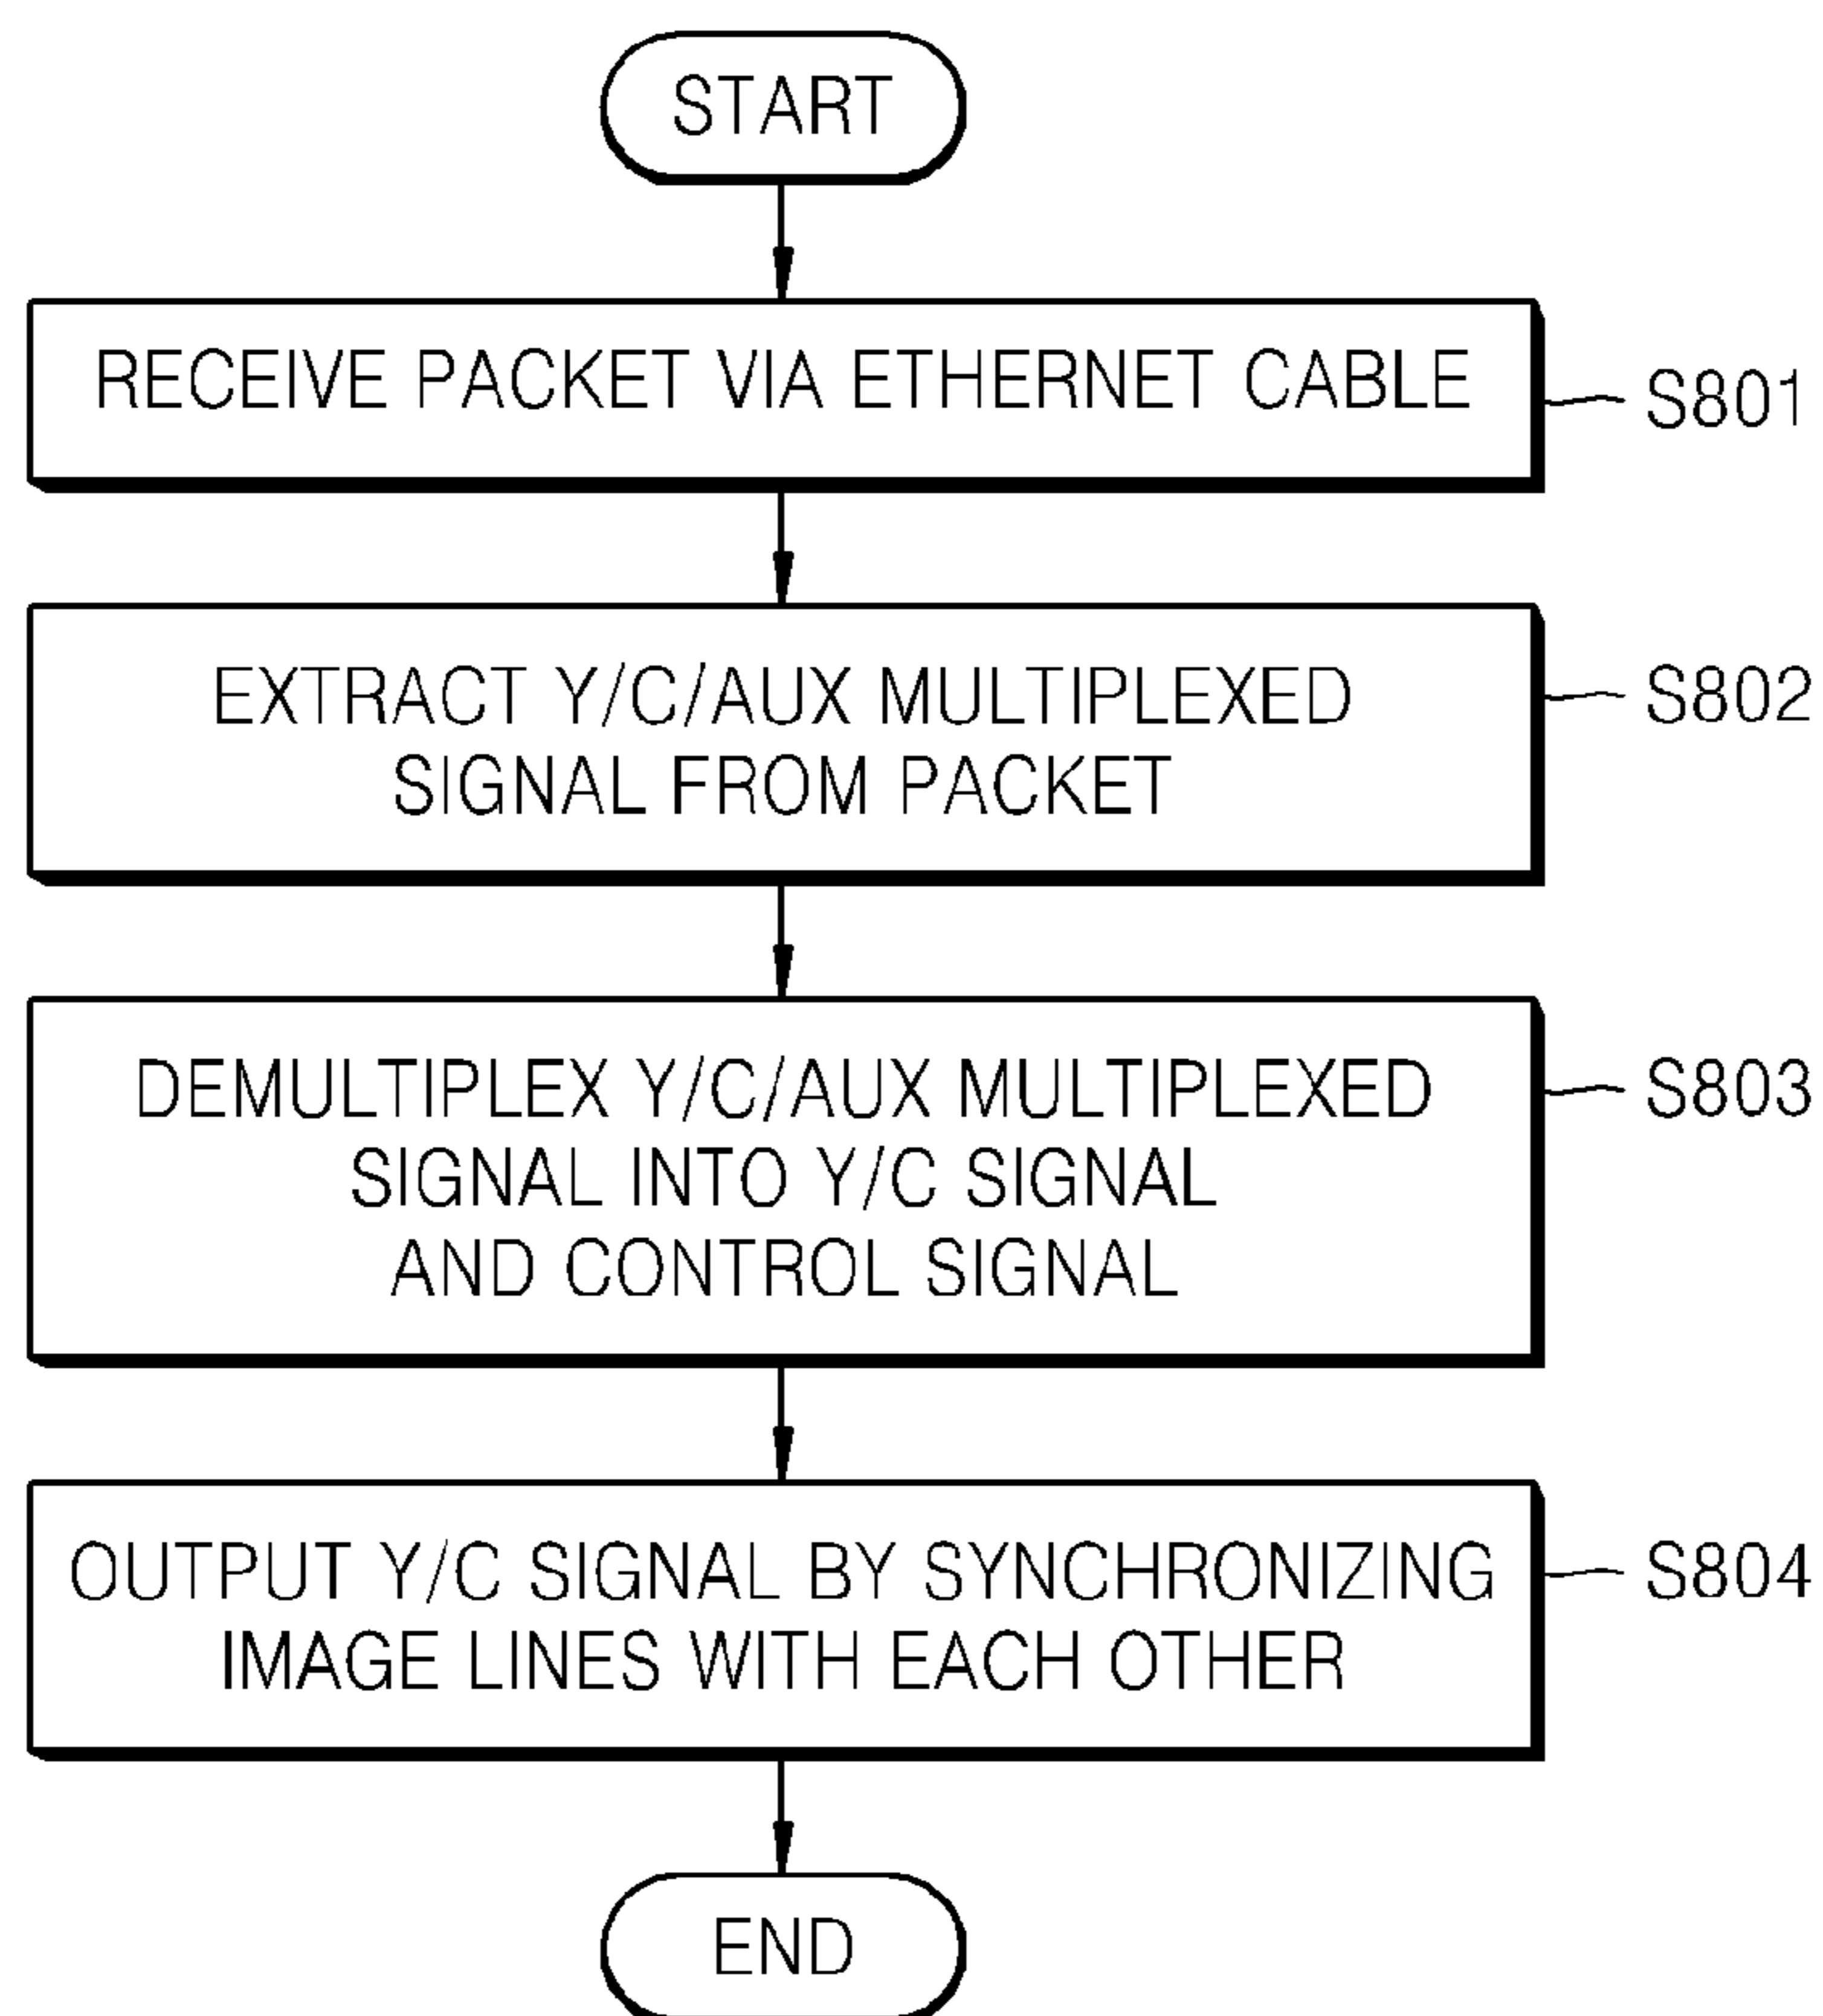 START
RECEIVE PACKET VIA ETHERNET CABLE
S801
EXTRACT Y/C/AUX MULTIPLEXED
SIGNAL FROM PACKET
S802
DEMULTIPLEX Y/C/AUX MULTIPLEXED
SIGNAL INTO Y/C SIGNAL
AND CONTROL SIGNAL
S803
OUTPUT Y/C SIGNAL BY SYNCHRONIZING
IMAGE LINES WITH EACH OTHER
S804
END